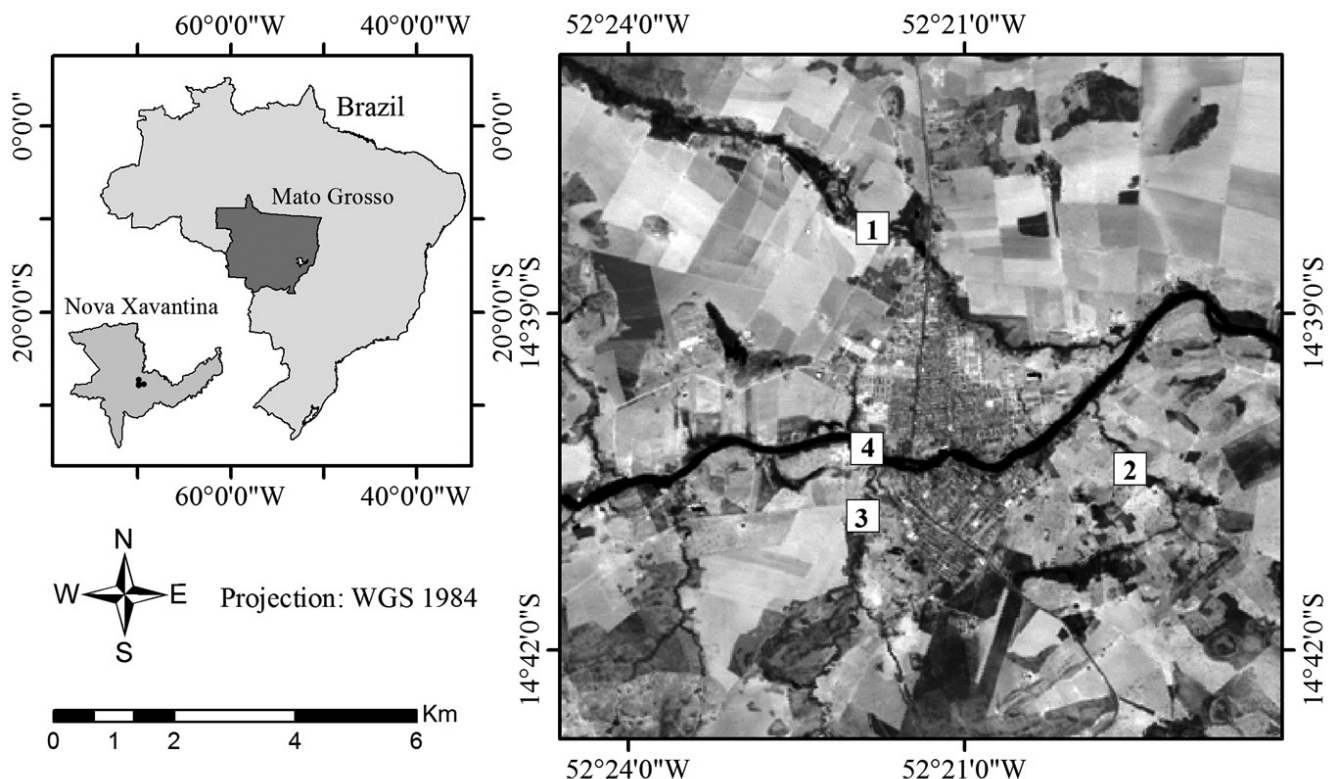 60°0'0"W 40°0'0"W
52°24'0"W 52°21'0"W
0°0'0"
0°0'0"
Brazil
Mato Grosso
20°0'0"S
20°0'0"S
Nova Xavantina
60°0'0"W 40°0'0"W
N
W E
S
Projection: WGS 1984
Km
0 1 2 4 6
14°39'0"S
14°39'0"S
1
4
2
3
14°42'0"S
14°42'0"S
52°24'0"W 52°21'0"W